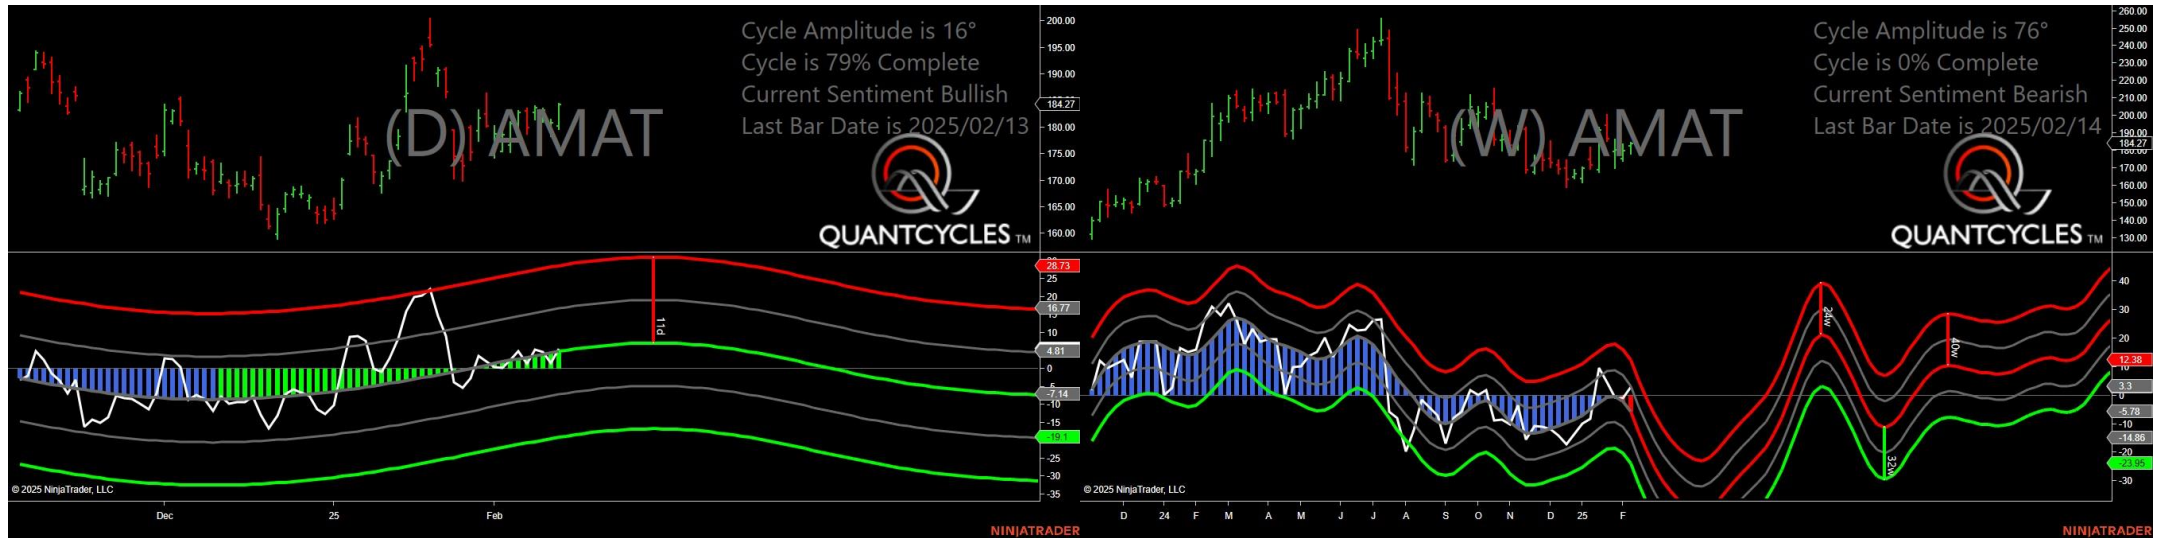 Cycle Amplitude is 16°
Cycle is 79% Complete
Current Sentiment Bullish
Last Bar Date is 2025/02/13
(D) AMAT
QUANTCYCLES TM
200.00
195.00
190.00
184.27
180.00
175.00
170.00
165.00
160.00
28.73
25
20
16.77
15
10
4.81
0
-5
-7.14
-10
-15
-19.1
-25
-30
-35
11d
© 2025 NinjaTrader, LLC
Dec
25
Feb
NINJATRADER
Cycle Amplitude is 76°
Cycle is 0% Complete
Current Sentiment Bearish
Last Bar Date is 2025/02/14
(W) AMAT
QUANTCYCLES TM
260.00
250.00
240.00
230.00
220.00
210.00
200.00
190.00
184.27
170.00
160.00
150.00
140.00
130.00
40
30
20
12.38
3.3
0
-5.78
-10
-14.86
-20
-23.95
-30
24w
40w
32w
© 2025 NinjaTrader, LLC
D
24
F
M
A
M
J
J
A
S
O
N
D
25
F
NINJATRADER